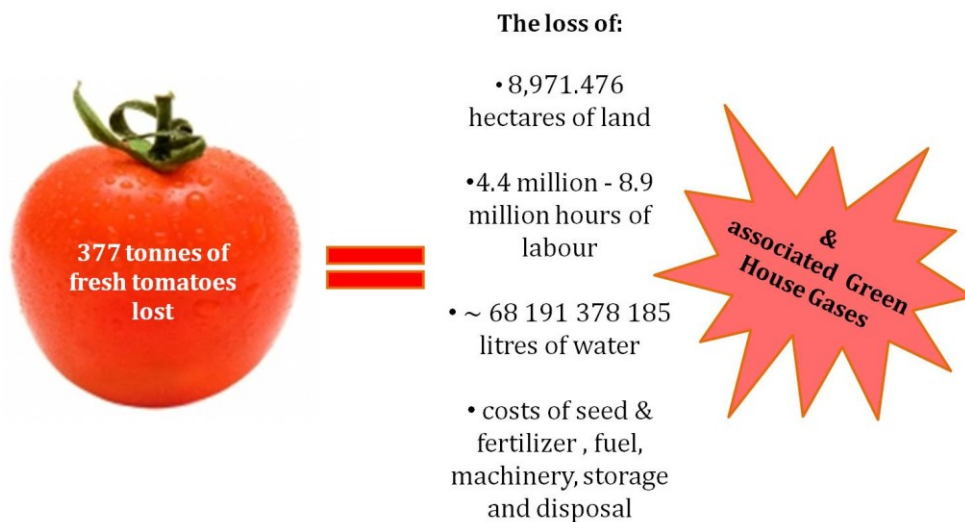 377 tonnes of
fresh tomatoes
lost
The loss of:
• 8,971.476
hectares of land
•4.4 million - 8.9
million hours of
labour
• ~ 68 191 378 185
litres of water
• costs of seed &
fertilizer , fuel,
machinery, storage
and disposal
&
associated Green
House Gases